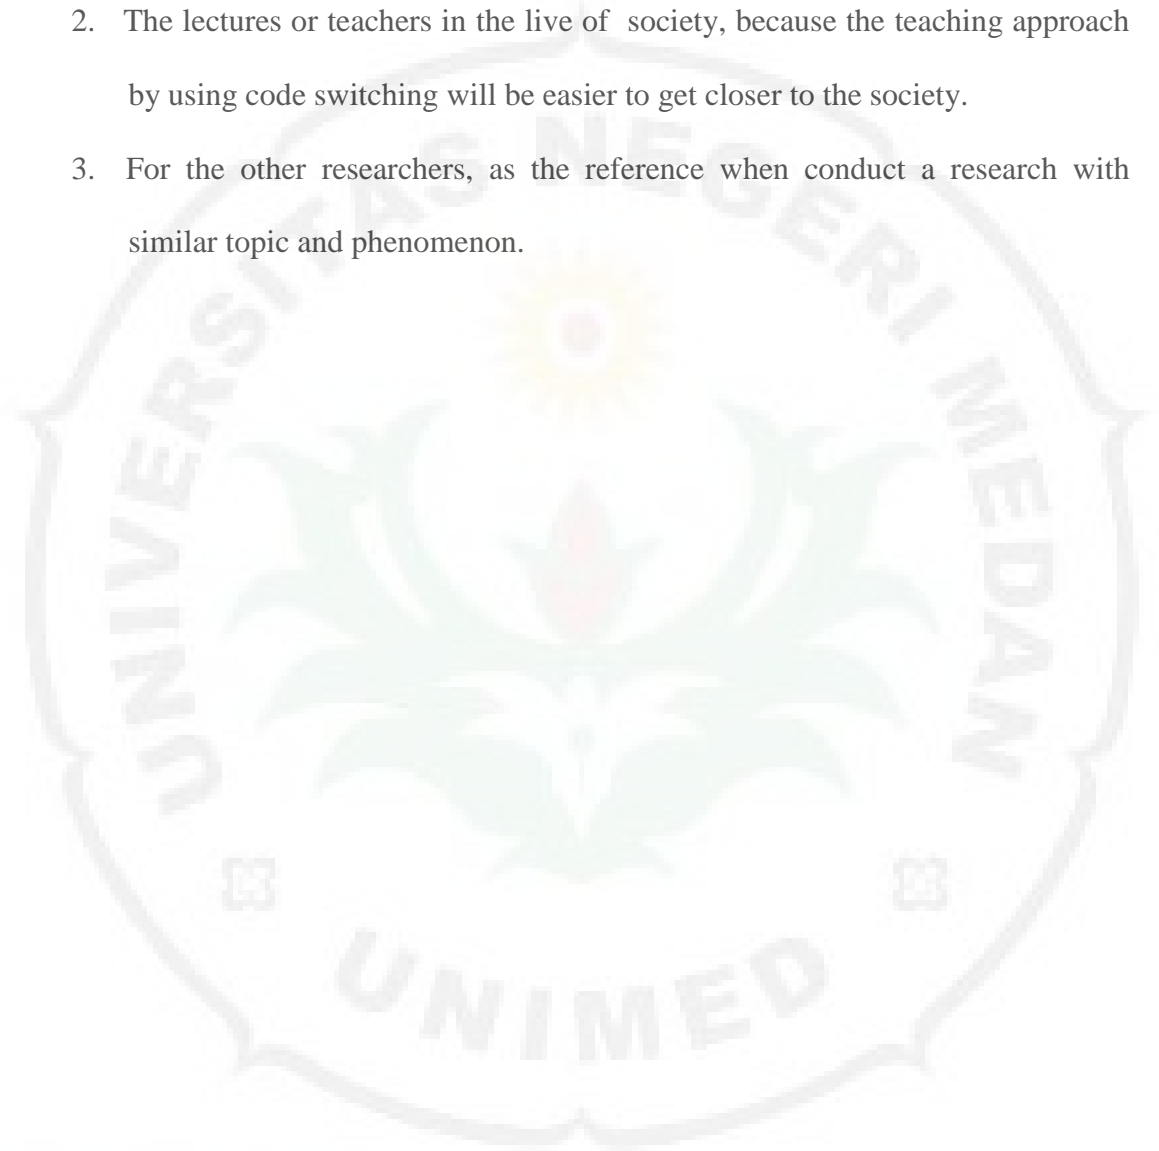 2. The lectures or teachers in the live of society, because the teaching approach
by using code switching will be easier to get closer to the society.
3. For the other researchers, as the reference when conduct a research with
similar topic and phenomenon.
UNIVERSITAS NEGERI MEDAN
UNIMED